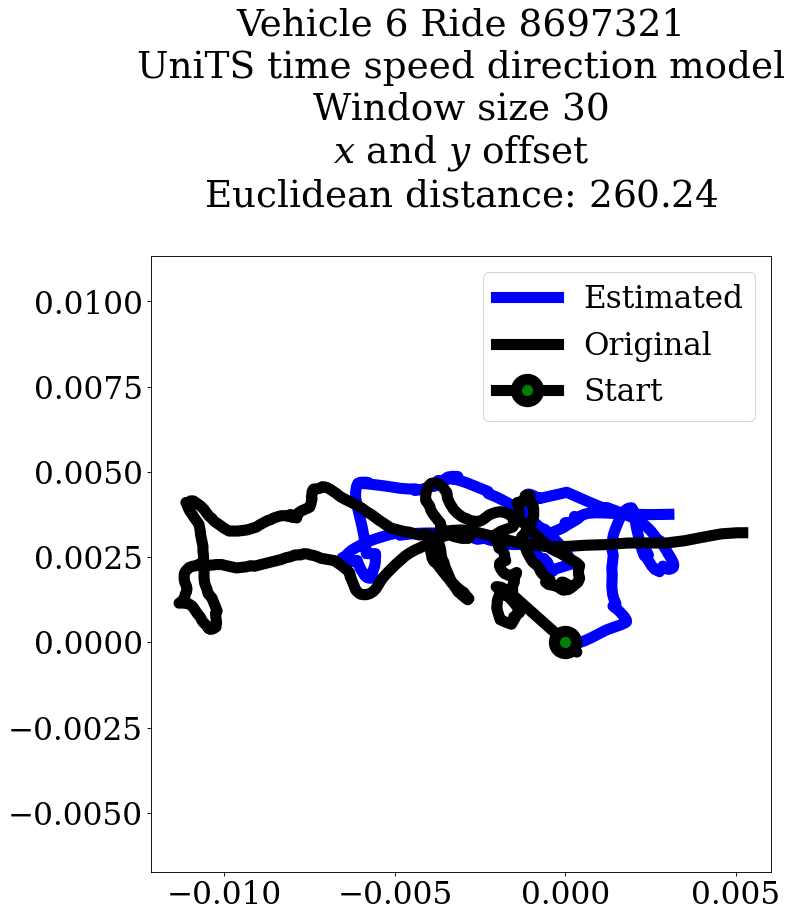 Vehicle 6 Ride 8697321
UniTS time speed direction model
Window size 30
x and y offset
Euclidean distance: 260.24
Estimated
Original
Start
0.0100
0.0075
0.0050
0.0025
0.0000
−0.0025
−0.0050
−0.010 −0.005 0.000 0.005